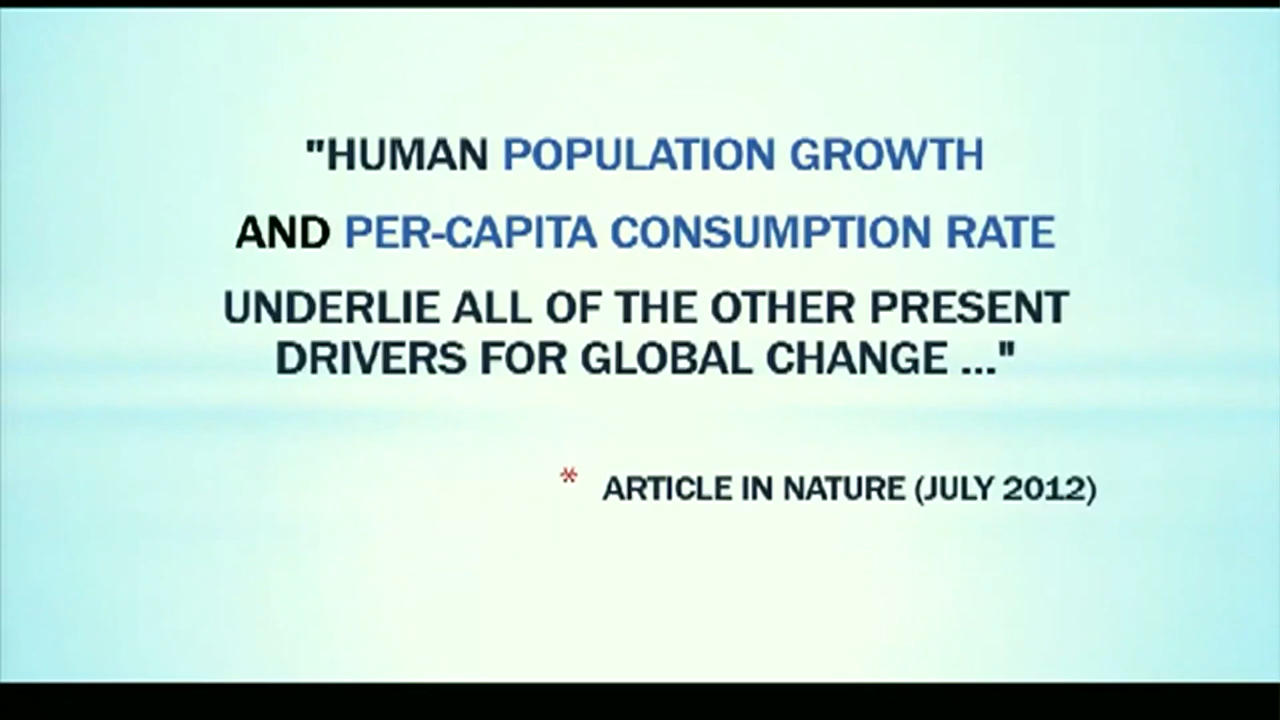 "HUMAN POPULATION GROWTH
AND PER-CAPITA CONSUMPTION RATE
UNDERLIE ALL OF THE OTHER PRESENT
DRIVERS FOR GLOBAL CHANGE ..."
* ARTICLE IN NATURE (JULY 2012)